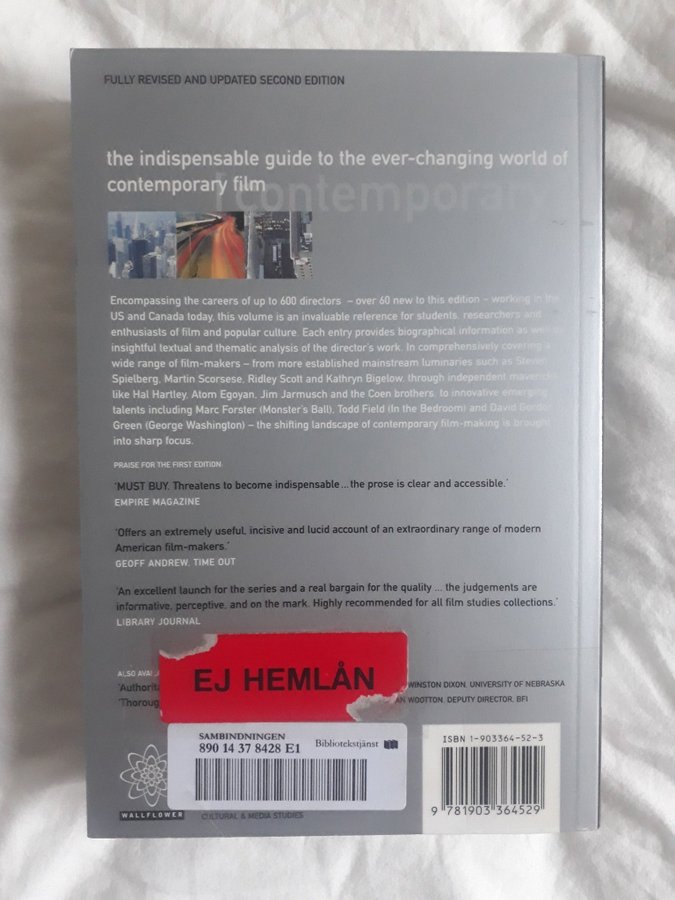 FULLY REVISED AND UPDATED SECOND EDITION
the indispensable guide to the ever-changing world of
contemporary film
[contemporary
Encompassing the careers of up to 600 directors – over 60 new to this edition – working in the
US and Canada today, this volume is an invaluable reference for students, researchers and
enthusiasts of film and popular culture. Each entry provides biographical information as well as
insightful textual and thematic analysis of the director's work. In comprehensively covering a
wide range of film-makers – from more established mainstream luminaries such as Steven
Spielberg, Martin Scorsese, Ridley Scott and Kathryn Bigelow, through independent mavericks
like Hal Hartley, Atom Egoyan, Jim Jarmusch and the Coen brothers, to innovative emerging
talents including Marc Forster (Monster's Ball), Todd Field (In the Bedroom) and David Gordon
Green (George Washington) – the shifting landscape of contemporary film-making is brought
into sharp focus.
PRAISE FOR THE FIRST EDITION:
'MUST BUY. Threatens to become indispensable ... the prose is clear and accessible.'
EMPIRE MAGAZINE
'Offers an extremely useful, incisive and lucid account of an extraordinary range of modern
American film-makers.'
GEOFF ANDREW, TIME OUT
'An excellent launch for the series and a real bargain for the quality ... the judgements are
informative, perceptive, and on the mark. Highly recommended for all film studies collections.'
LIBRARY JOURNAL
EJ HEMLÅN
ALSO AVAI
'Authorita WINSTON DIXON, UNIVERSITY OF NEBRASKA
'Thoroug AN WOOTTON, DEPUTY DIRECTOR, BFI
SAMBINDNINGEN
890 14 37 8428 E1 Bibliotekstjänst
ISBN 1-903364-52-3
9 781903 364529
WALLFLOWER
CULTURAL & MEDIA STUDIES